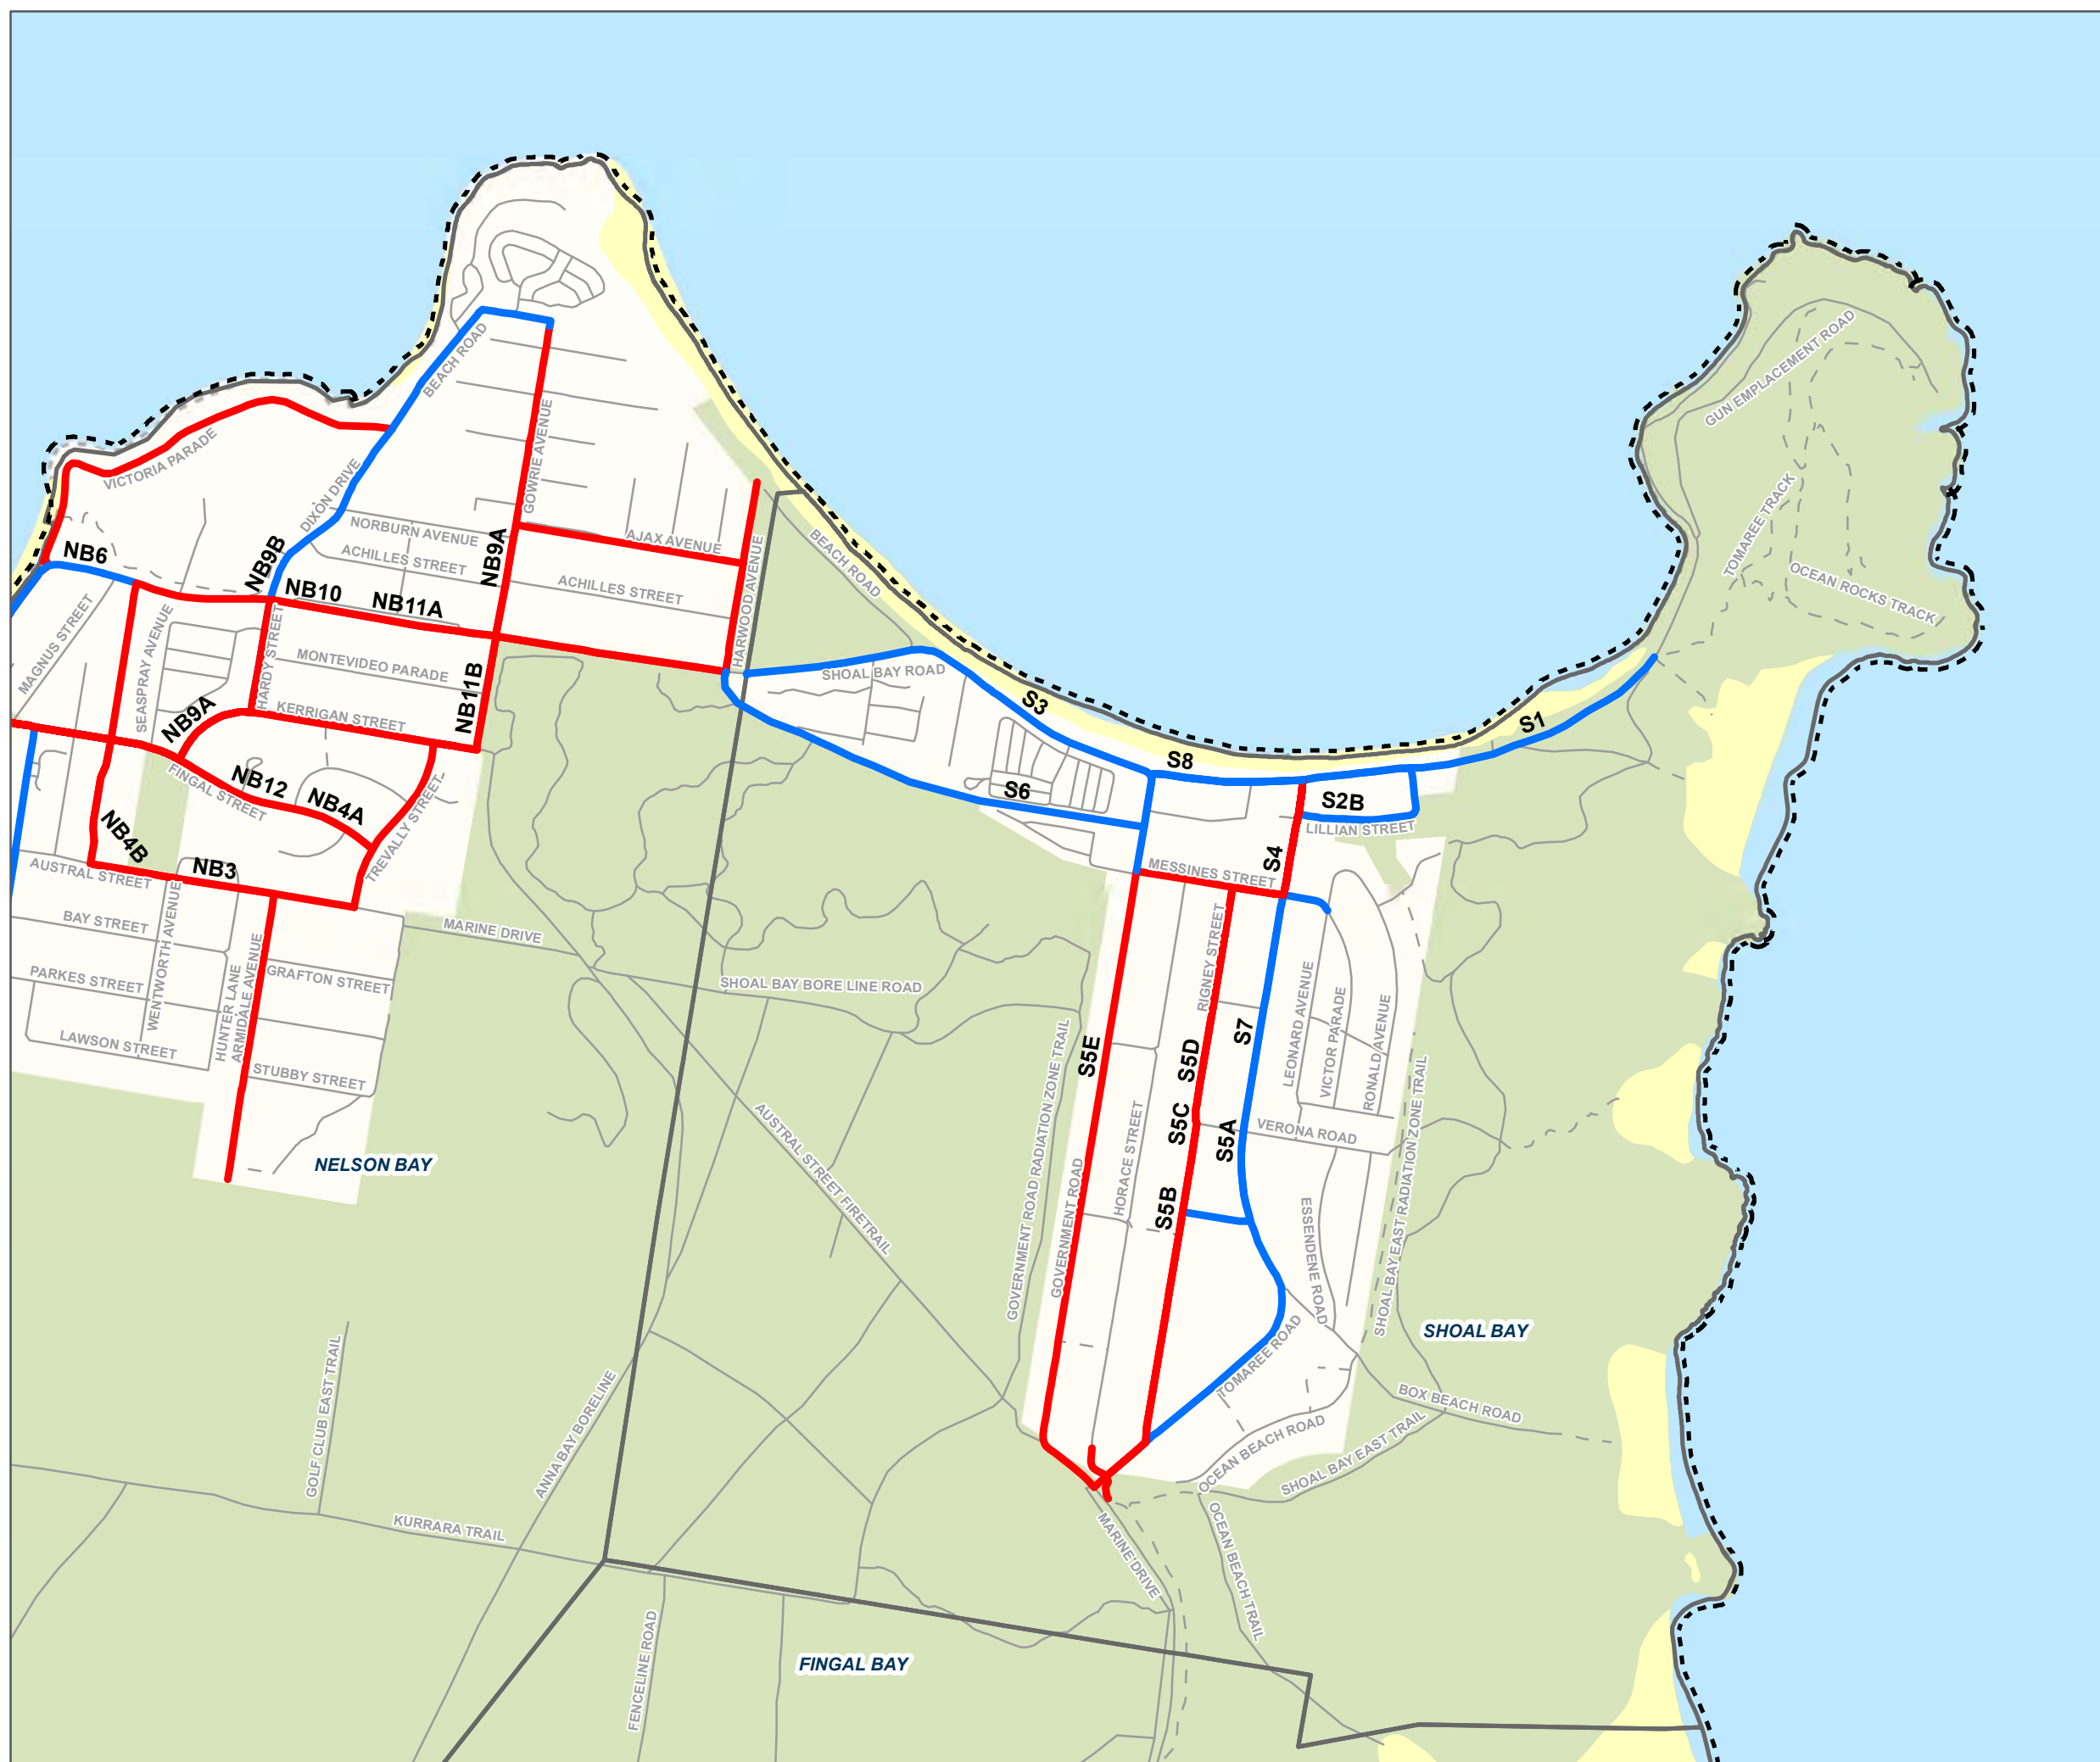 GUN EMPLACEMENT ROAD
BEACH ROAD
VICTORIA PARADE
GOWRIE AVENUE
DIXON DRIVE
TOMAREE TRACK
NORBURN AVENUE
AJAX AVENUE
NB6
NB9B
ACHILLES STREET
NB9A
BEACH ROAD
OCEAN ROCKS TRACK
NB10
NB11A
ACHILLES STREET
HARWOOD AVENUE
MAGNUS STREET
SEASPRAY AVENUE
HARDY STREET
MONTEVIDEO PARADE
NB11B
SHOAL BAY ROAD
NB9A
KERRIGAN STREET
S3
S1
FINGAL STREET
NB12
NB4A
S8
S6
S2B
LILLIAN STREET
NB4B
TREVALLY STREET
AUSTRAL STREET
NB3
S4
MESSINES STREET
BAY STREET
WENTWORTH AVENUE
MARINE DRIVE
PARKES STREET
HUNTER LANE
ARMIDALE AVENUE
GRAFTON STREET
SHOAL BAY BORE LINE ROAD
RIGNEY STREET
LAWSON STREET
STUBBY STREET
S5E
S5D
S7
LEONARD AVENUE
VICTOR PARADE
RONALD AVENUE
GOVERNMENT ROAD RADIATION ZONE TRAIL
AUSTRAL STREET FIRETRAIL
S5C
S5A
VERONA ROAD
NELSON BAY
HORACE STREET
GOVERNMENT ROAD
S5B
ESSENDENE ROAD
SHOAL BAY EAST RADIATION ZONE TRAIL
SHOAL BAY
GOLF CLUB EAST TRAIL
ANNA BAY BORELINE
TOMAREE ROAD
BOX BEACH ROAD
OCEAN BEACH ROAD
SHOAL BAY EAST TRAIL
KURRARA TRAIL
MARINE DRIVE
OCEAN BEACH TRAIL
FENCELINE ROAD
FINGAL BAY